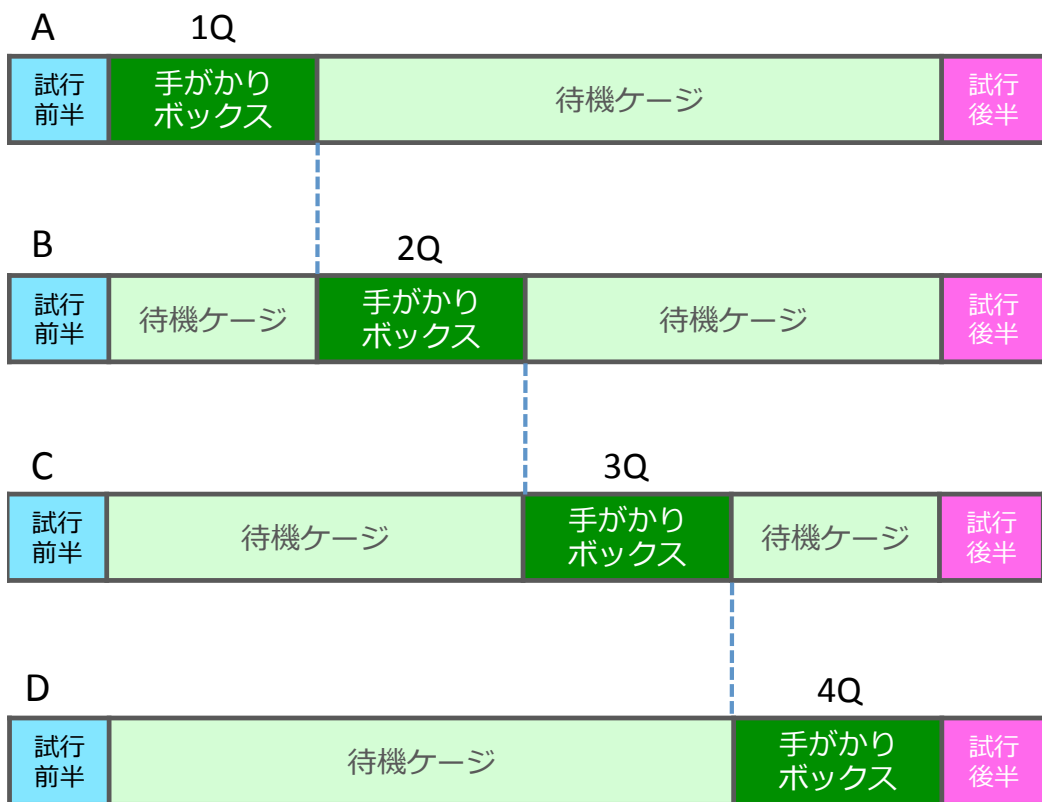 A
1Q
試行
前半
手がかり
ボックス
待機ケージ
試行
後半
B
2Q
試行
前半
待機ケージ
手がかり
ボックス
待機ケージ
試行
後半
C
3Q
試行
前半
待機ケージ
手がかり
ボックス
待機ケージ
試行
後半
D
4Q
試行
前半
待機ケージ
手がかり
ボックス
試行
後半